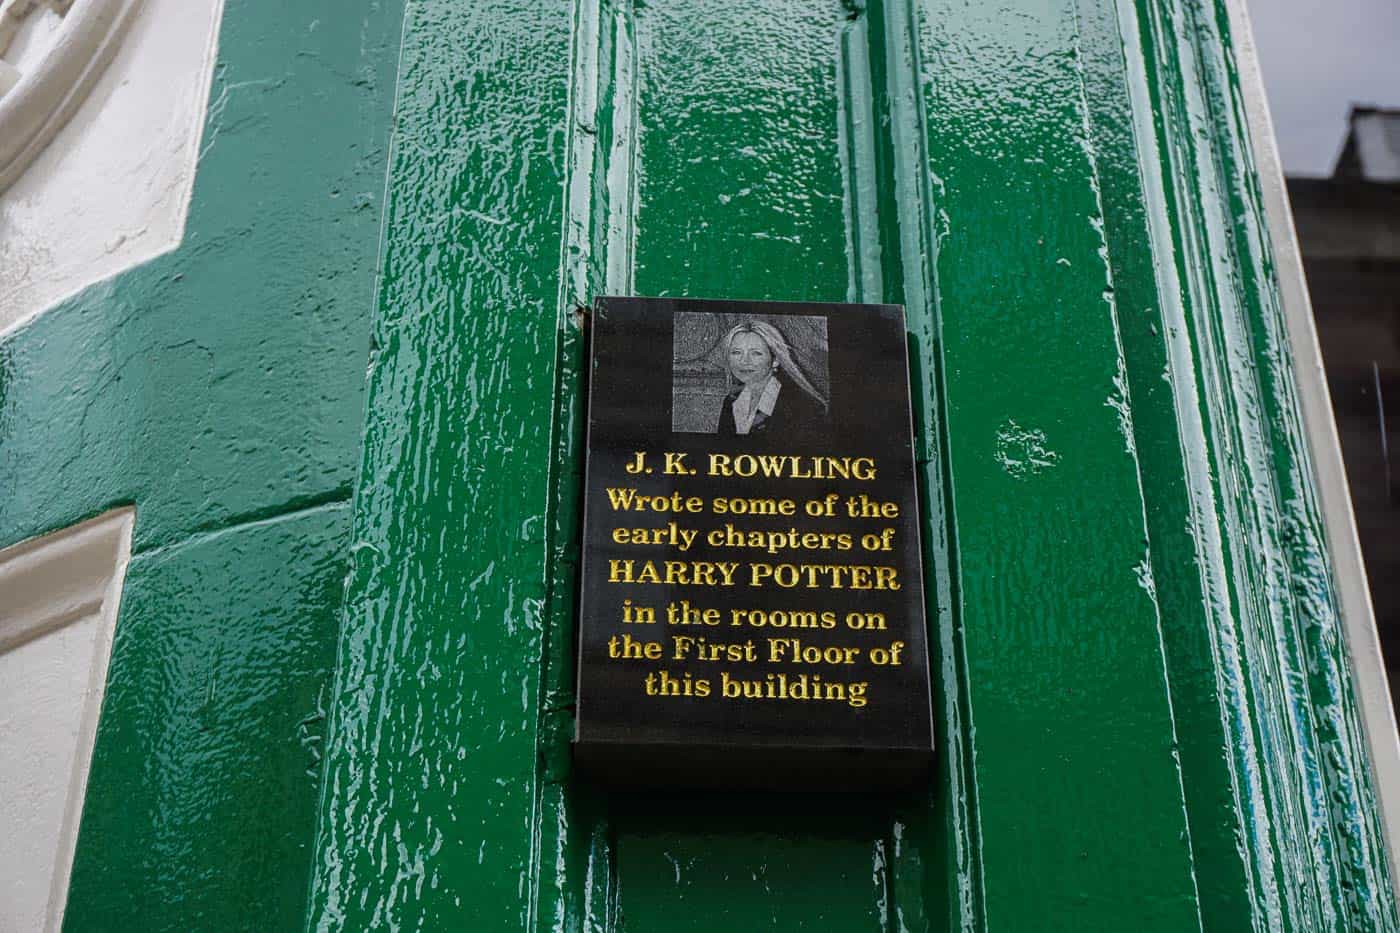 J. K. ROWLING
Wrote some of the
early chapters of
HARRY POTTER
in the rooms on
the First Floor of
this building